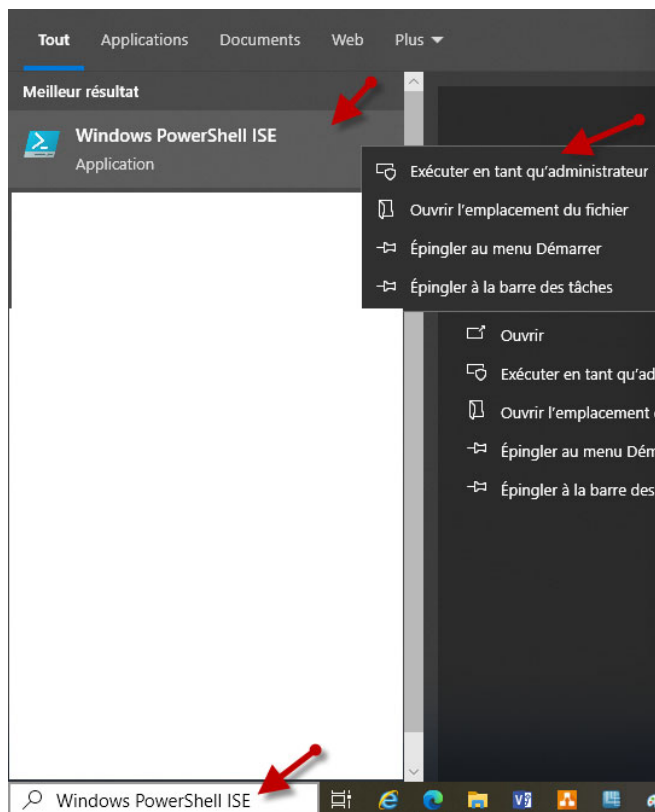 Tout Applications Documents Web Plus
Meilleur résultat
Windows PowerShell ISE
Application
Exécuter en tant qu'administrateur
Ouvrir l'emplacement du fichier
Épingler au menu Démarrer
Épingler à la barre des tâches
Ouvrir
Exécuter en tant qu'ad
Ouvrir l'emplacement
Épingler au menu Dém
Épingler à la barre des
Windows PowerShell ISE